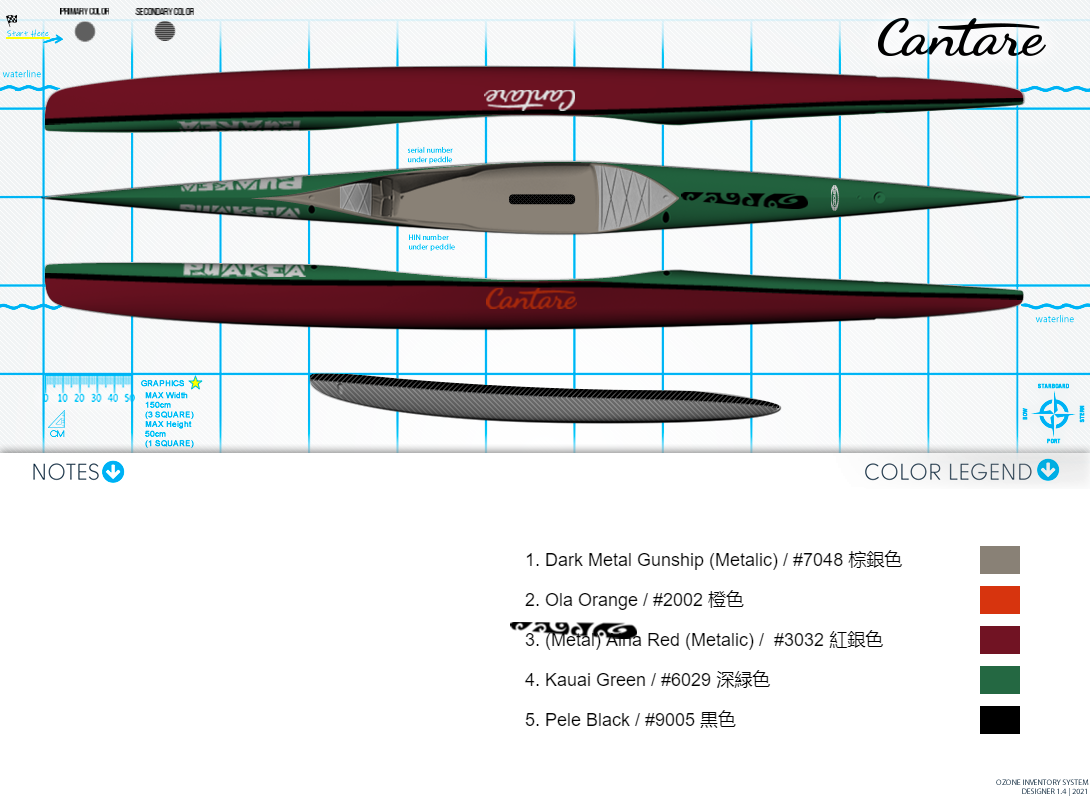 PRIMARY COLOR
SECONDARY COLOR
Start Here
Cantare
waterline
Cantare
PUAKEA
serial number
under peddle
PUAKEA
PUAKEA
HIN number
under peddle
PUAKEA
Cantare
waterline
0 10 20 30 40 50
CM
GRAPHICS
MAX Width
150cm
(3 SQUARE)
MAX Height
50cm
(1 SQUARE)
STARBOARD
BOW
STERN
PORT
NOTES
COLOR LEGEND
1. Dark Metal Gunship (Metalic) / #7048 棕銀色
2. Ola Orange / #2002 橙色
3. (Metal) Aina Red (Metalic) / #3032 紅銀色
4. Kauai Green / #6029 深緑色
5. Pele Black / #9005 黒色
OZONE INVENTORY SYSTEM
DESIGNER 1.4 | 2021